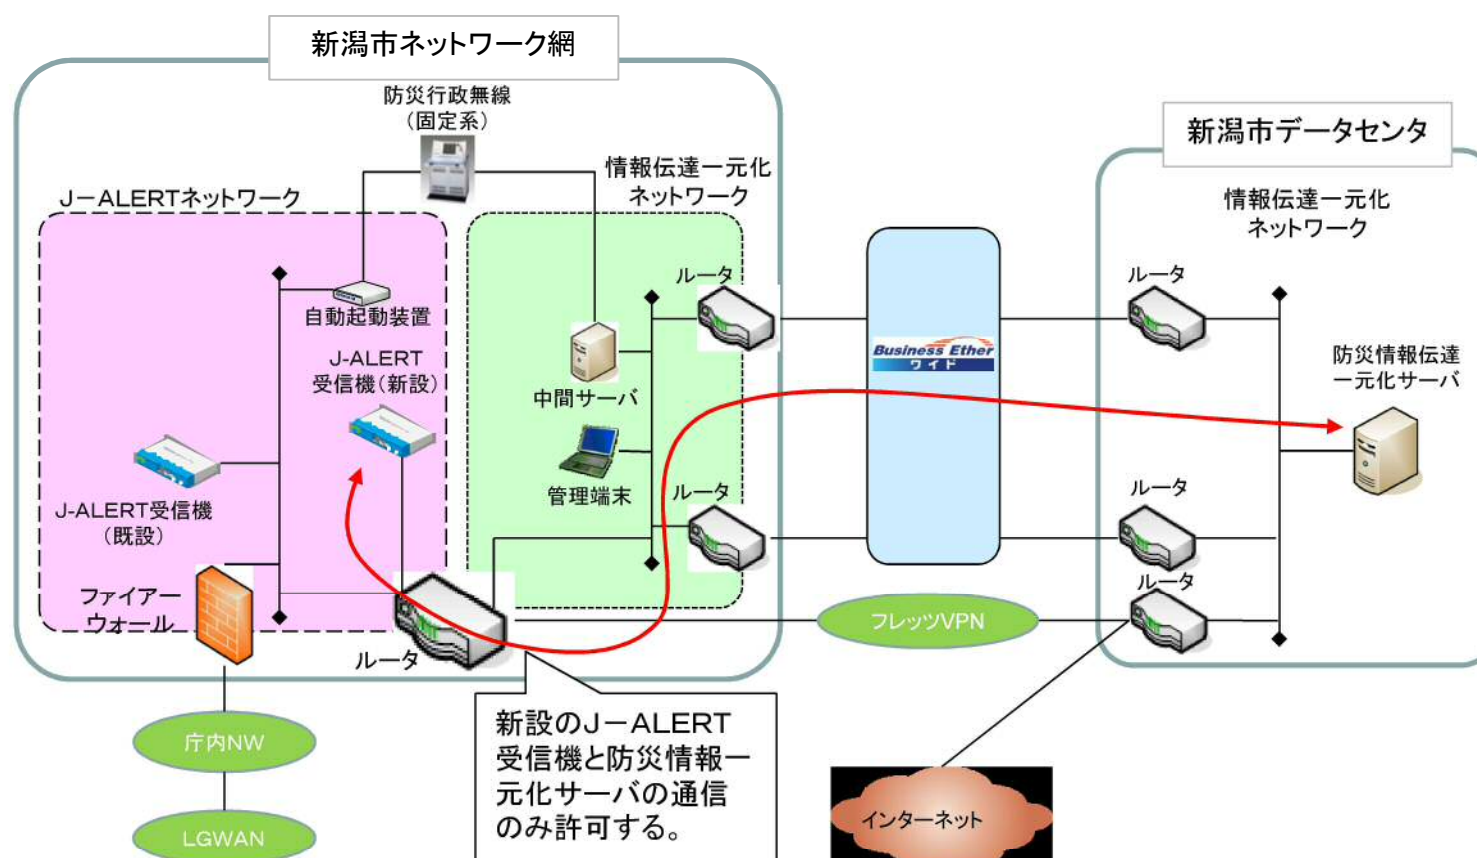 新潟市ネットワーク網
防災行政無線
（固定系）
J－ALERTネットワーク
情報伝達一元化
ネットワーク
自動起動装置
J-ALERT
受信機（新設）
J-ALERT受信機
（既設）
ファイアー
ウォール
ルータ
中間サーバ
管理端末
ルータ
ルータ
Business Ether
ワイド
フレッツVPN
新潟市データセンタ
情報伝達一元化
ネットワーク
ルータ
ルータ
ルータ
防災情報伝達
一元化サーバ
庁内NW
LGWAN
新設のJ－ALERT
受信機と防災情報一
元化サーバの通信
のみ許可する。
インターネット